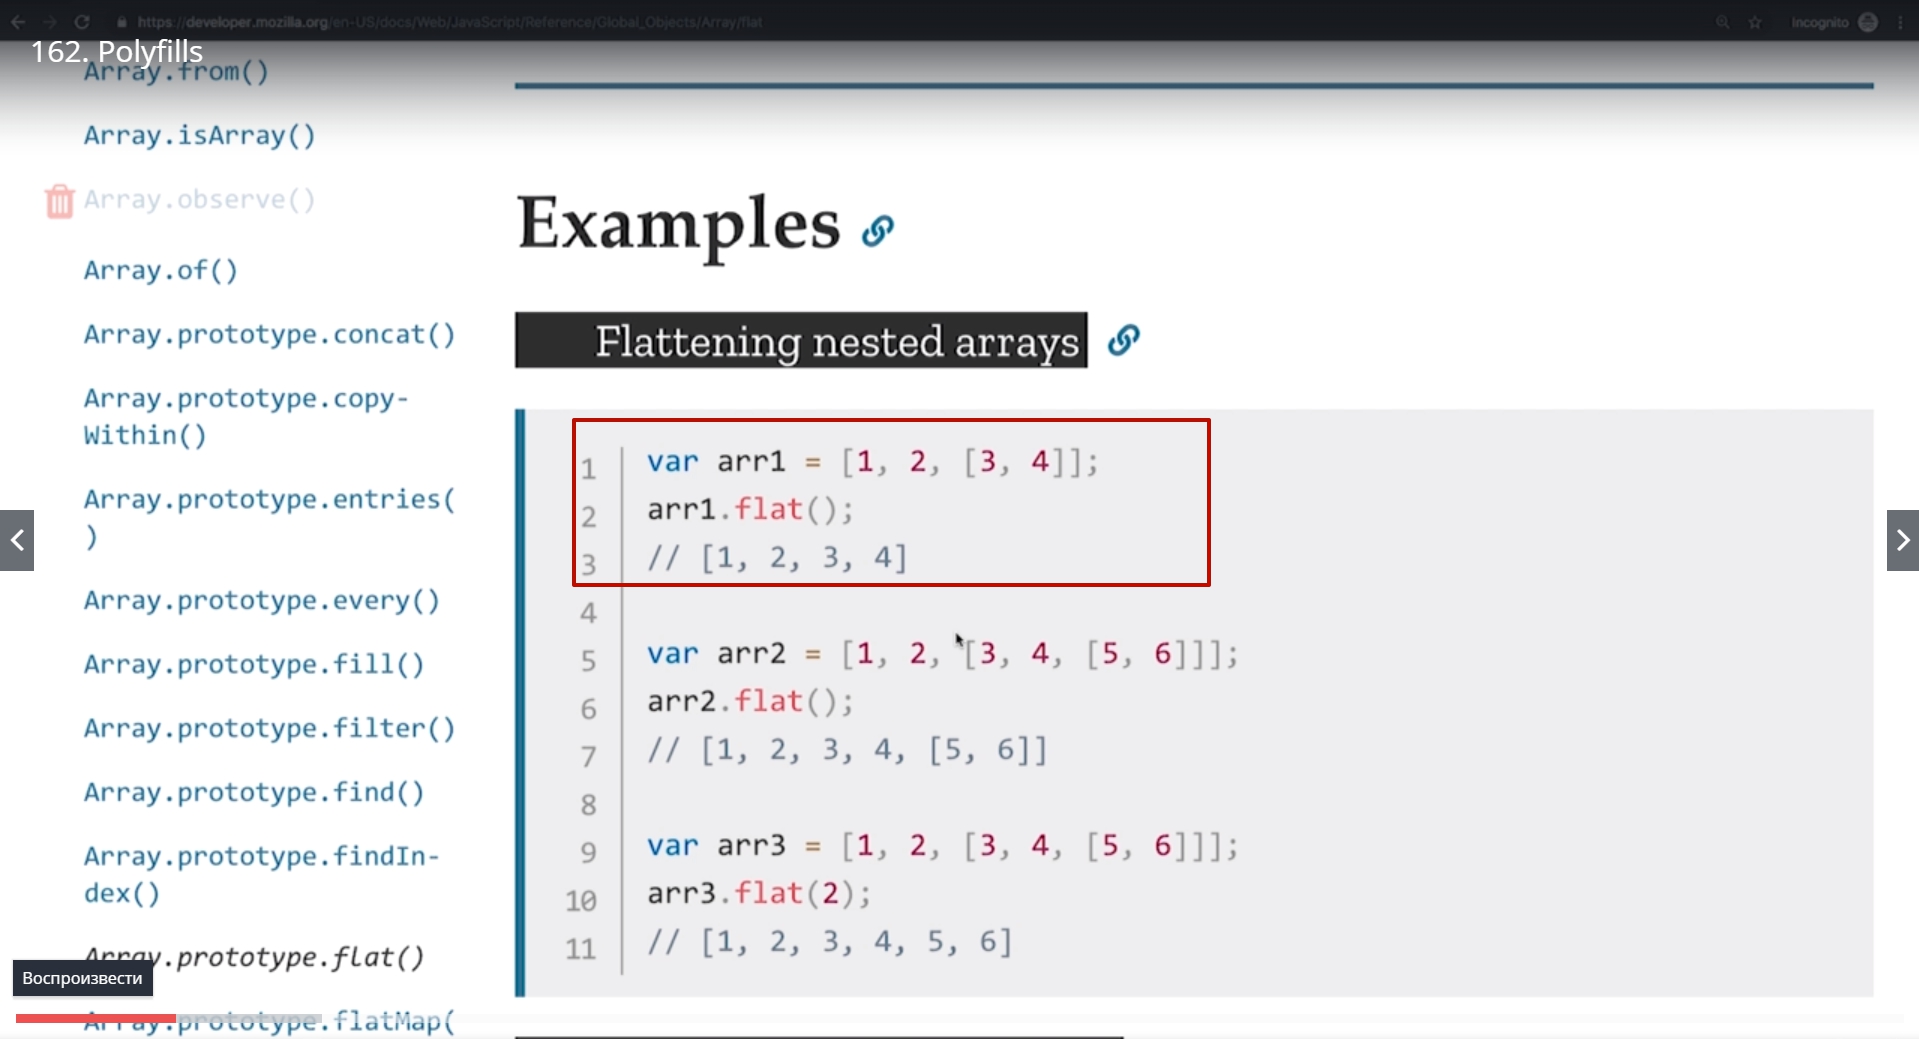 https://developer.mozilla.org/en-US/docs/Web/JavaScript/Reference/Global_Objects/Array/flat
Incognito
162. Polyfills
Array.from()
Array.isArray()
Array.observe()
Array.of()
Array.prototype.concat()
Array.prototype.copy-
Within()
Array.prototype.entries(
)
Array.prototype.every()
Array.prototype.fill()
Array.prototype.filter()
Array.prototype.find()
Array.prototype.findIn-
dex()
Array.prototype.flat()
Воспроизвести
Array.prototype.flatMap(
Examples
Flattening nested arrays
1 var arr1 = [1, 2, [3, 4]];
2 arr1.flat();
3 // [1, 2, 3, 4]
4
5 var arr2 = [1, 2, [3, 4, [5, 6]]];
6 arr2.flat();
7 // [1, 2, 3, 4, [5, 6]]
8
9 var arr3 = [1, 2, [3, 4, [5, 6]]];
10 arr3.flat(2);
11 // [1, 2, 3, 4, 5, 6]